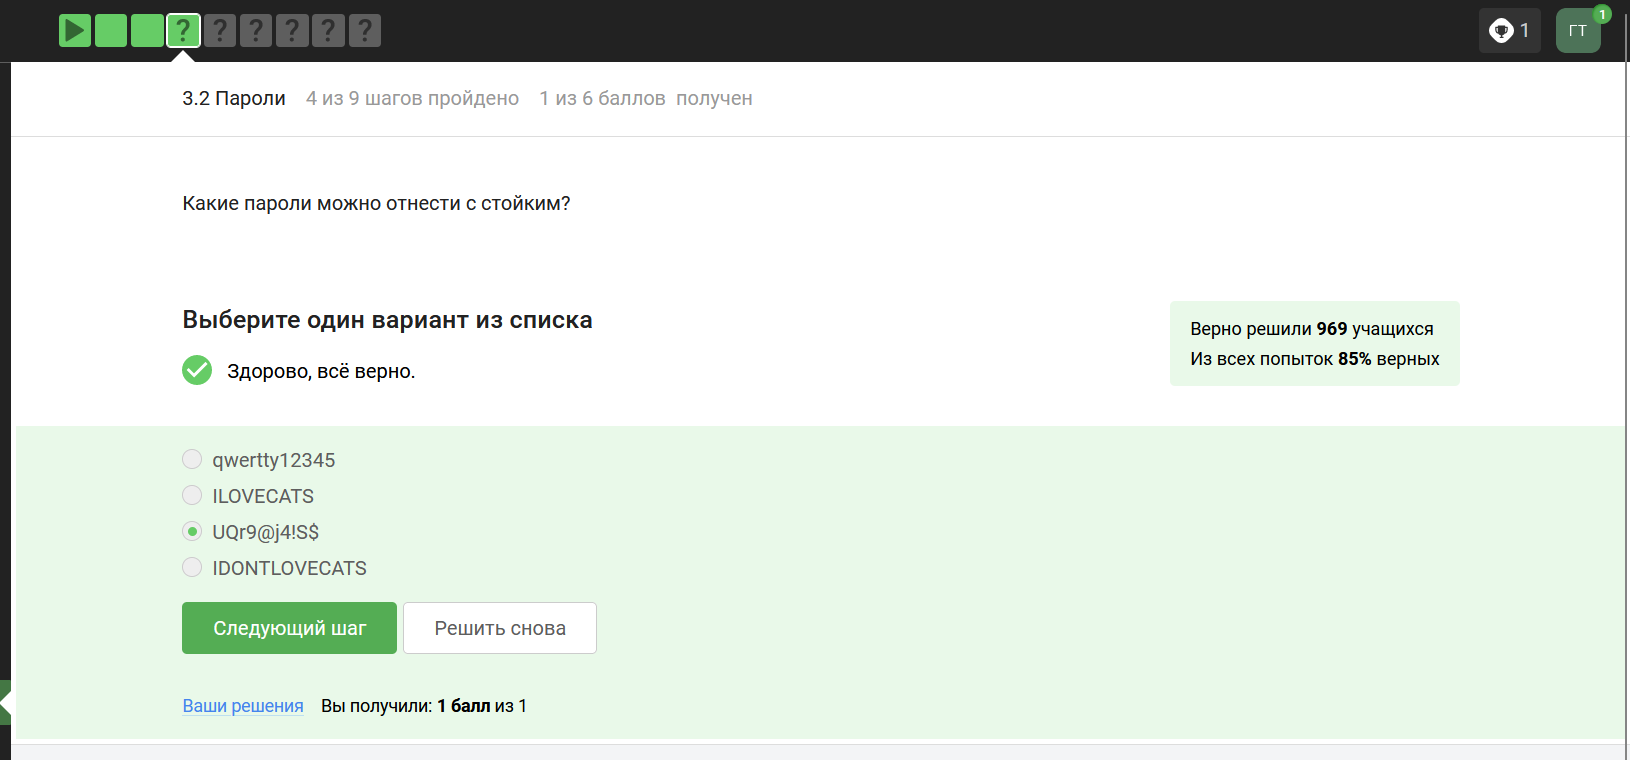 ? ? ? ? ? ?
1
ГТ
1
3.2 Пароли 4 из 9 шагов пройдено 1 из 6 баллов получен
Какие пароли можно отнести с стойким?
Выберите один вариант из списка
Здорово, всё верно.
Верно решили 969 учащихся
Из всех попыток 85% верных
qwertty12345
ILOVECATS
UQr9@j4!S$
IDONTLOVECATS
Следующий шаг Решить снова
Ваши решения Вы получили: 1 балл из 1